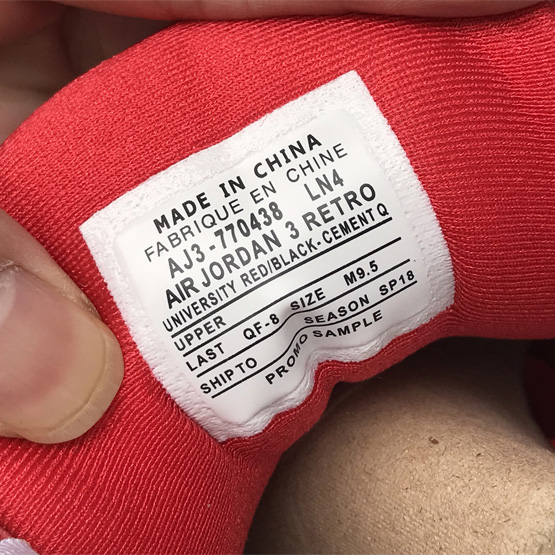 MADE IN CHINA
FABRIQUE EN CHINE
AJ3-770438 LN4
AIR JORDAN 3 RETRO
UNIVERSITY RED/BLACK-CEMENT Q
UPPER
LAST QF-8 SIZE M9.5
SHIP TO SEASON SP18
PROMO SAMPLE